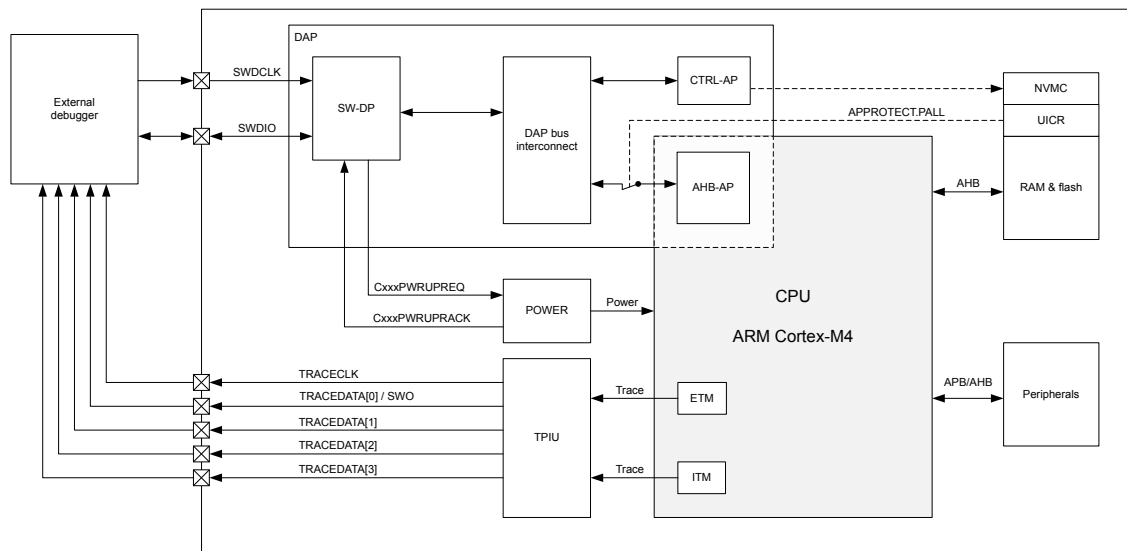 DAP
External
debugger
SWDCLK
SWDIO
SW-DP
DAP bus
interconnect
CTRL-AP
AHB-AP
APPROTECT.PALL
NVMC
UICR
RAM & flash
AHB
CxxxPWRUPREQ
CxxxPWRUPRACK
POWER
Power
CPU
ARM Cortex-M4
TRACECLK
TRACEDATA[0] / SWO
TRACEDATA[1]
TRACEDATA[2]
TRACEDATA[3]
TPIU
Trace
ETM
Trace
ITM
APB/AHB
Peripherals